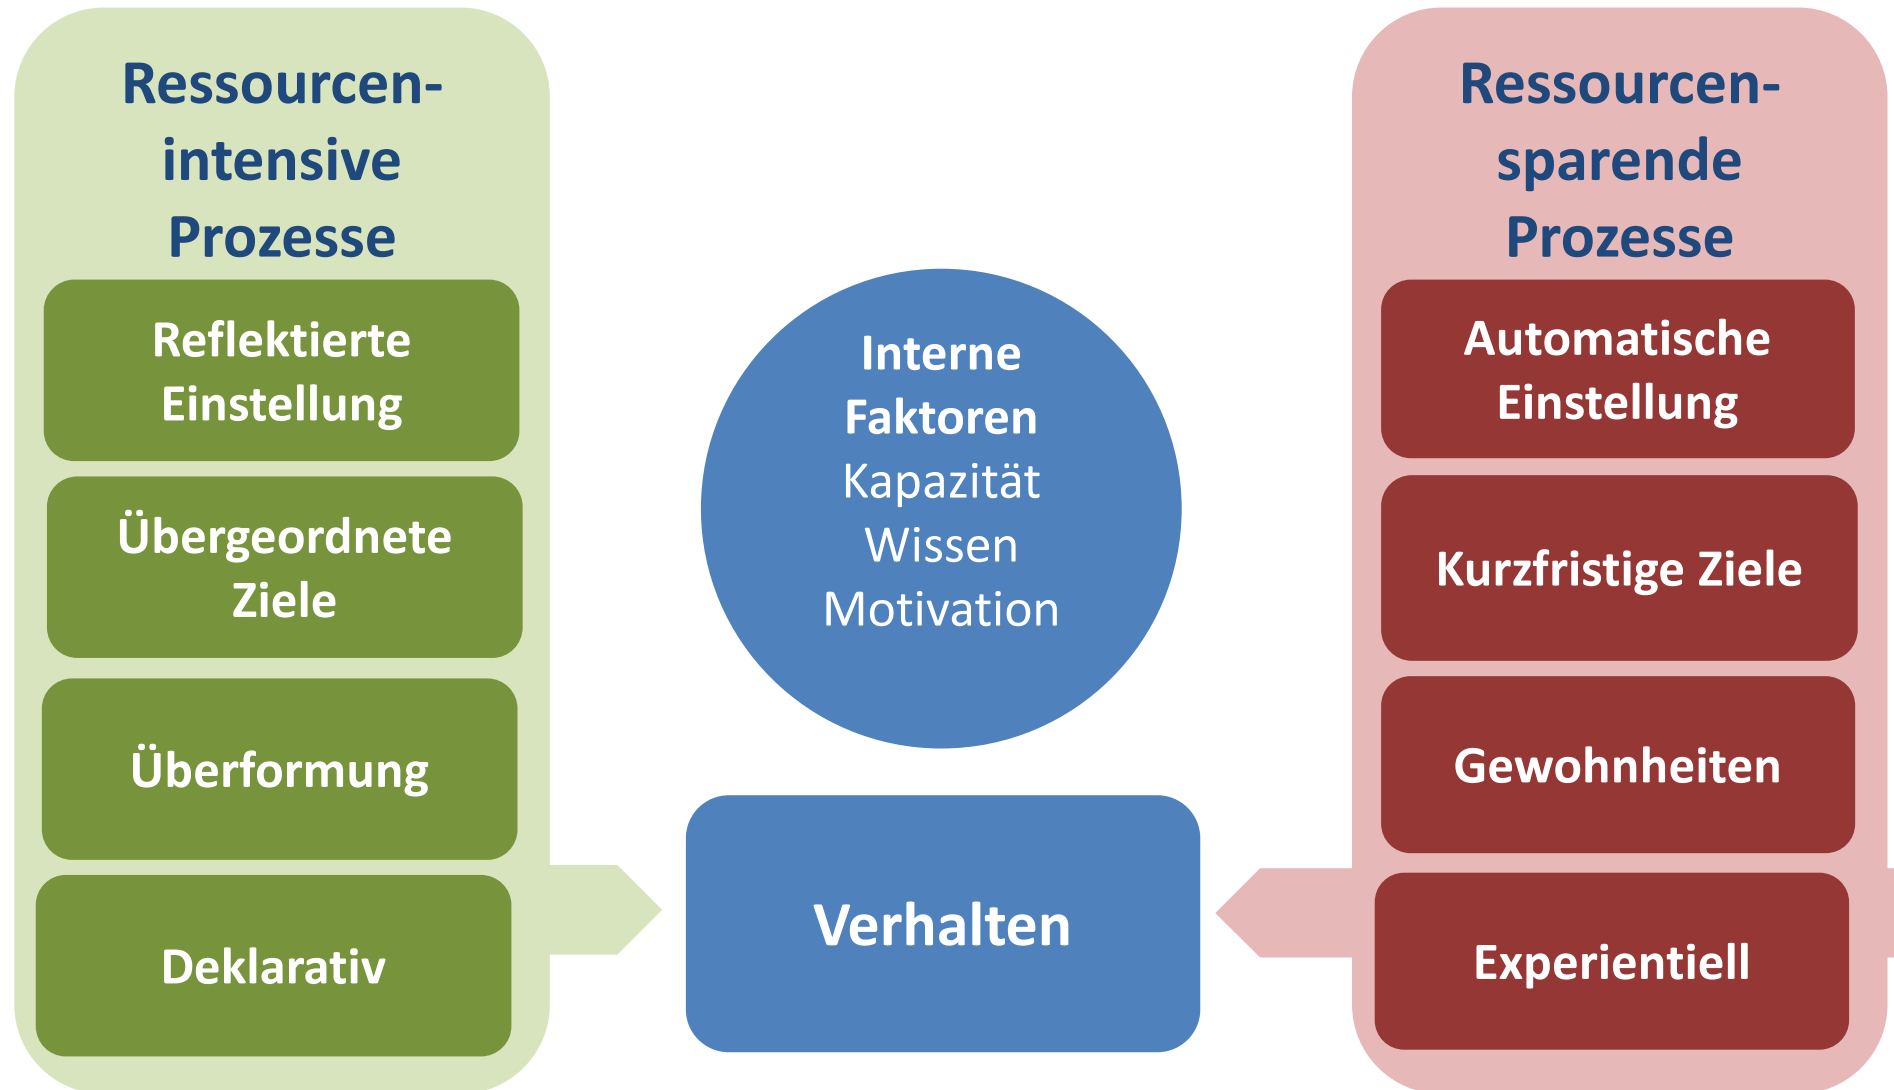 Ressourcen-
intensive
Prozesse
Reflektierte
Einstellung
Übergeordnete
Ziele
Überformung
Deklarativ
Interne
Faktoren
Kapazität
Wissen
Motivation
Verhalten
Ressourcen-
sparende
Prozesse
Automatische
Einstellung
Kurzfristige Ziele
Gewohnheiten
Experientiell